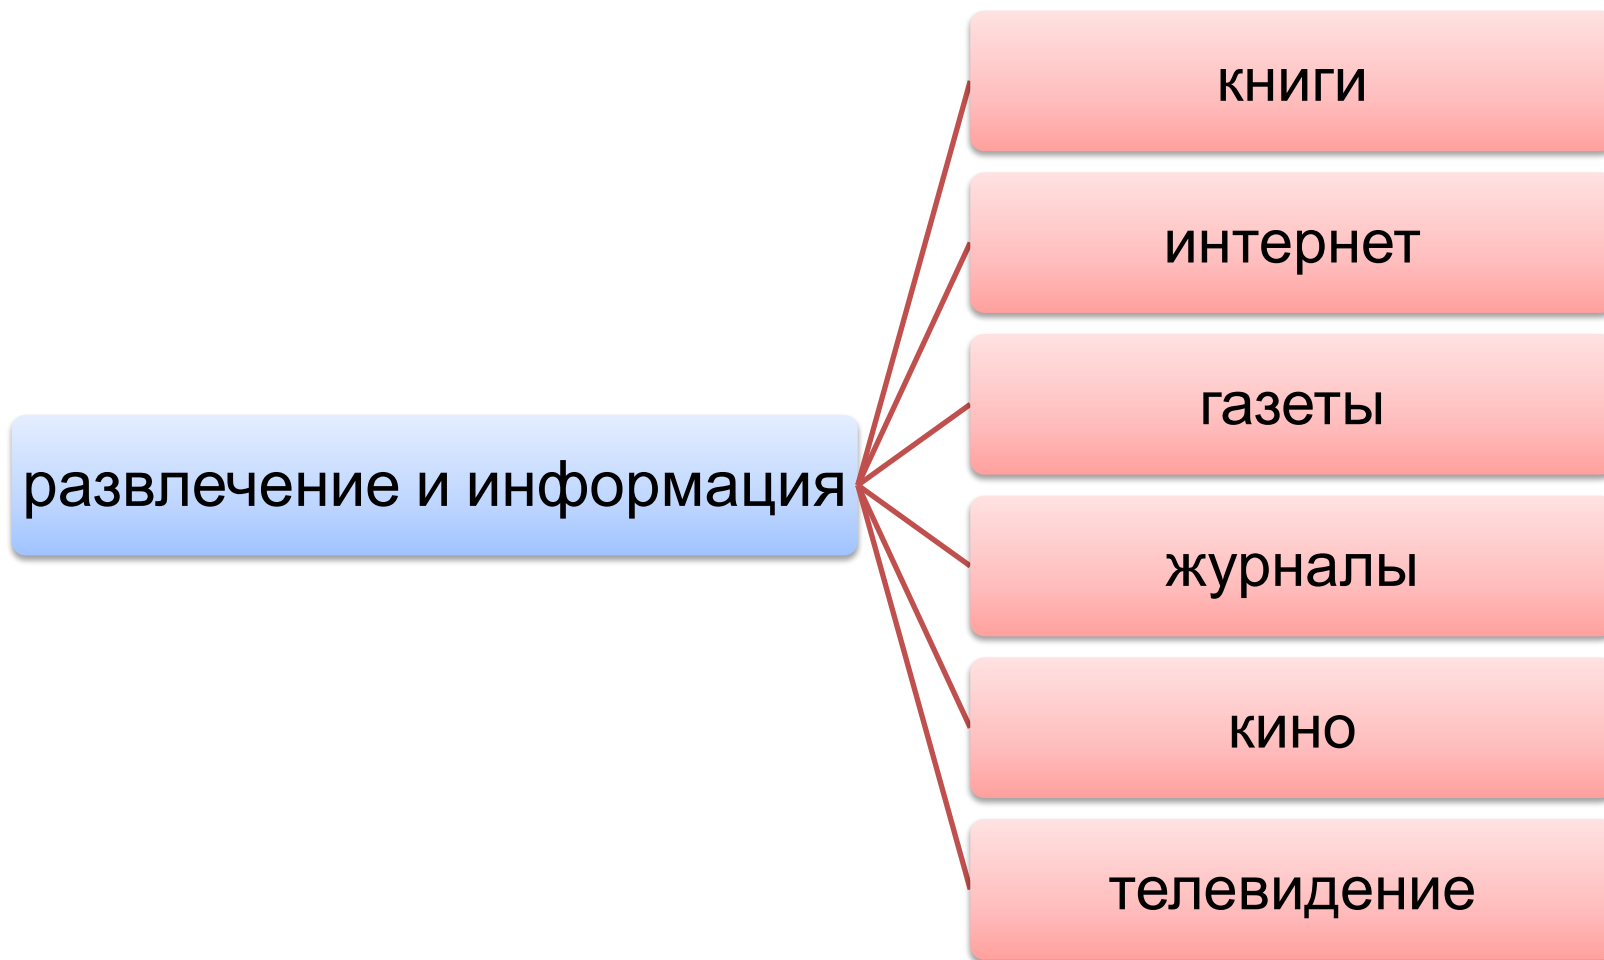 книги
интернет
газеты
развлечение и информация
журналы
кино
телевидение